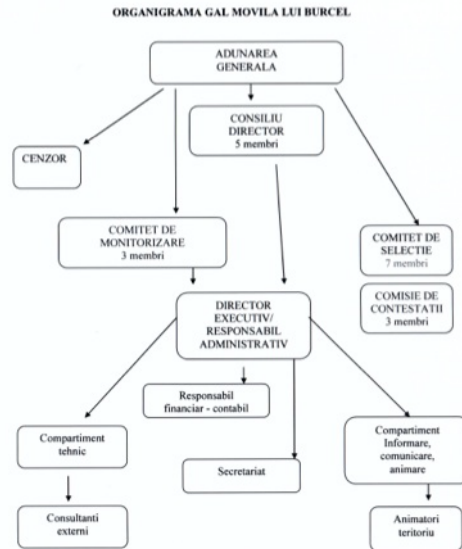 ORGANIGRAMA GAL MOVILA LUI BURCEL
ADUNAREA
GENERALA
CONSILIU
DIRECTOR
5 membri
CENZOR
COMITET DE
MONITORIZARE
3 membri
COMITET DE
SELECTIE
7 membri
COMISIE DE
CONTESTATII
3 membri
DIRECTOR
EXECUTIV/
RESPONSABIL
ADMINISTRATIV
Responsabil
financiar - contabil
Compartiment
tehnic
Secretariat
Compartiment
Informare,
comunicare,
animare
Consultanti
externi
Animatori
teritoriu